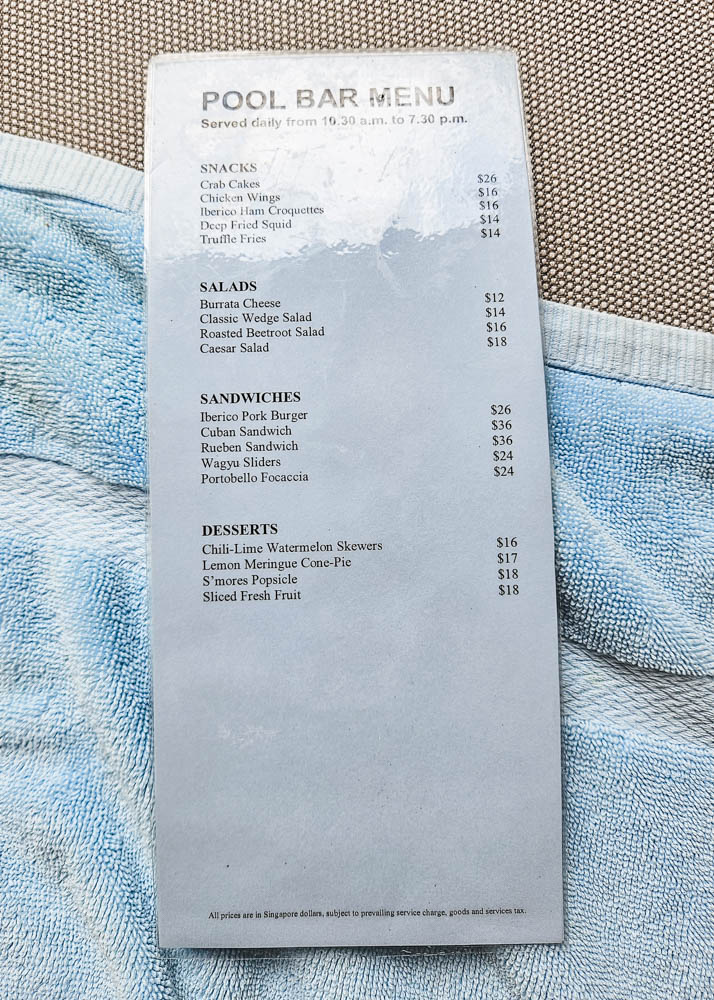 POOL BAR MENU
Served daily from 10.30 a.m. to 7.30 p.m.
SNACKS
Crab Cakes $26
Chicken Wings $16
Iberico Ham Croquettes $16
Deep Fried Squid $14
Truffle Fries $14
SALADS
Burrata Cheese $12
Classic Wedge Salad $14
Roasted Beetroot Salad $16
Caesar Salad $18
SANDWICHES
Iberico Pork Burger $26
Cuban Sandwich $36
Rueben Sandwich $36
Wagyu Sliders $24
Portobello Focaccia $24
DESSERTS
Chili-Lime Watermelon Skewers $16
Lemon Meringue Cone-Pie $17
S'mores Popsicle $18
Sliced Fresh Fruit $18
All prices are in Singapore dollars, subject to prevailing service charge, goods and services tax.